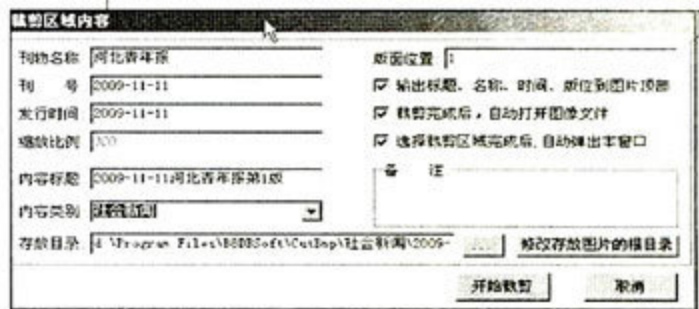 裁剪区域内容
刊物名称 河北青年报
刊 号 2009-11-11
发行时间 2009-11-11
缩放比例
内容标题 2009-11-11河北青年报第1版
内容类别
存放目录 d:\Program Files\ \社会新闻\2009-
版面位置 1
输出标题、名称、时间、版位到图片顶部
裁剪完成后,自动打开图像文件
选择裁剪区域完成后,自动弹出本窗口
备 注
修改存放图片的根目录
开始裁剪 取消